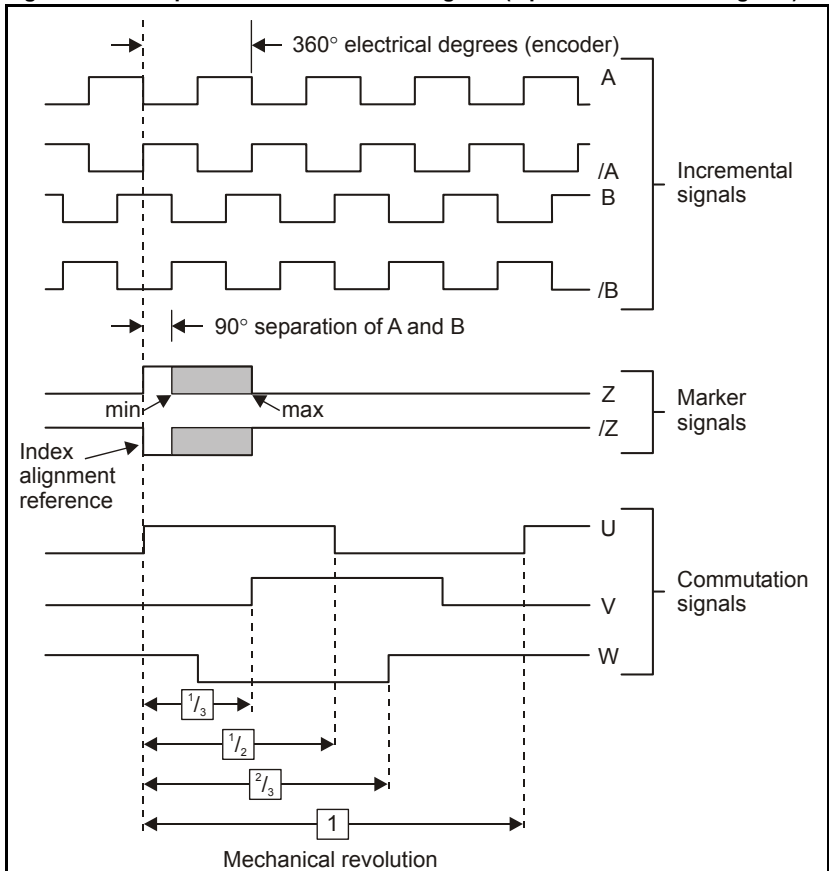 360° electrical degrees (encoder)
A
/A
Incremental
signals
B
/B
90° separation of A and B
Z
min
max
Marker
signals
/Z
Index
alignment
reference
U
Commutation
signals
V
W
1/3
1/2
2/3
1
Mechanical revolution